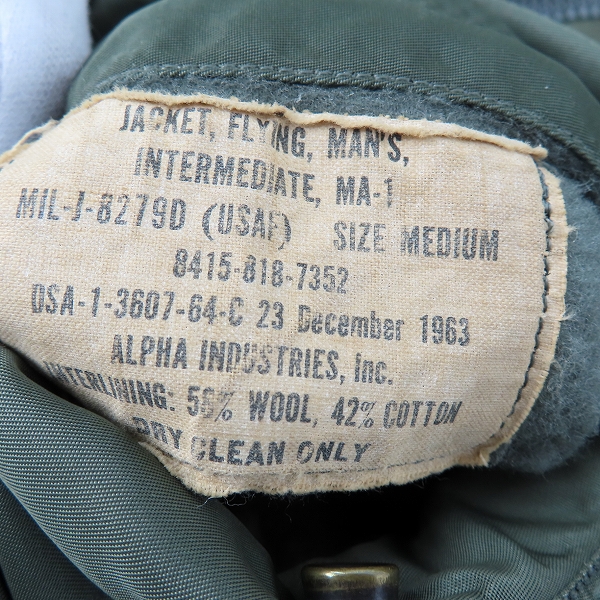 JACKET, FLYING, MAN'S,
INTERMEDIATE, MA-1
MIL-J-8279D (USAF) SIZE MEDIUM
8415-818-7352
DSA-1-3607-64-C 23 December 1963
ALPHA INDUSTRIES, inc.
INTERLINING: 58% WOOL, 42% COTTON
DRY CLEAN ONLY